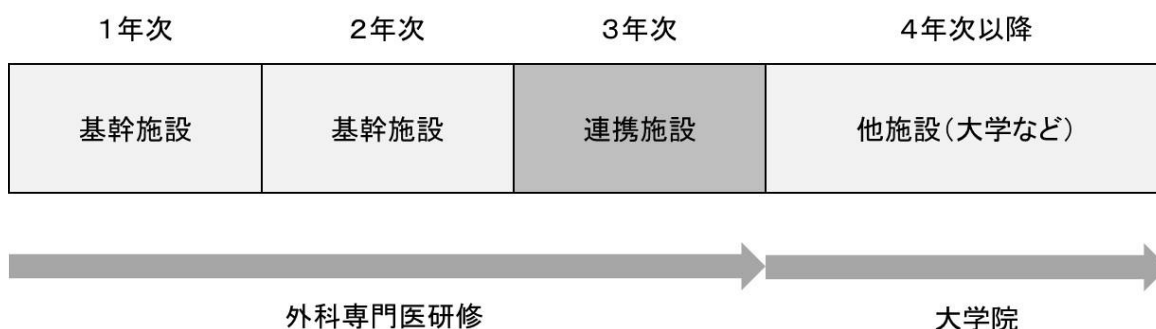 １年次 ２年次 ３年次 ４年次以降
基幹施設 基幹施設 連携施設 他施設（大学など）
外科専門医研修 大学院